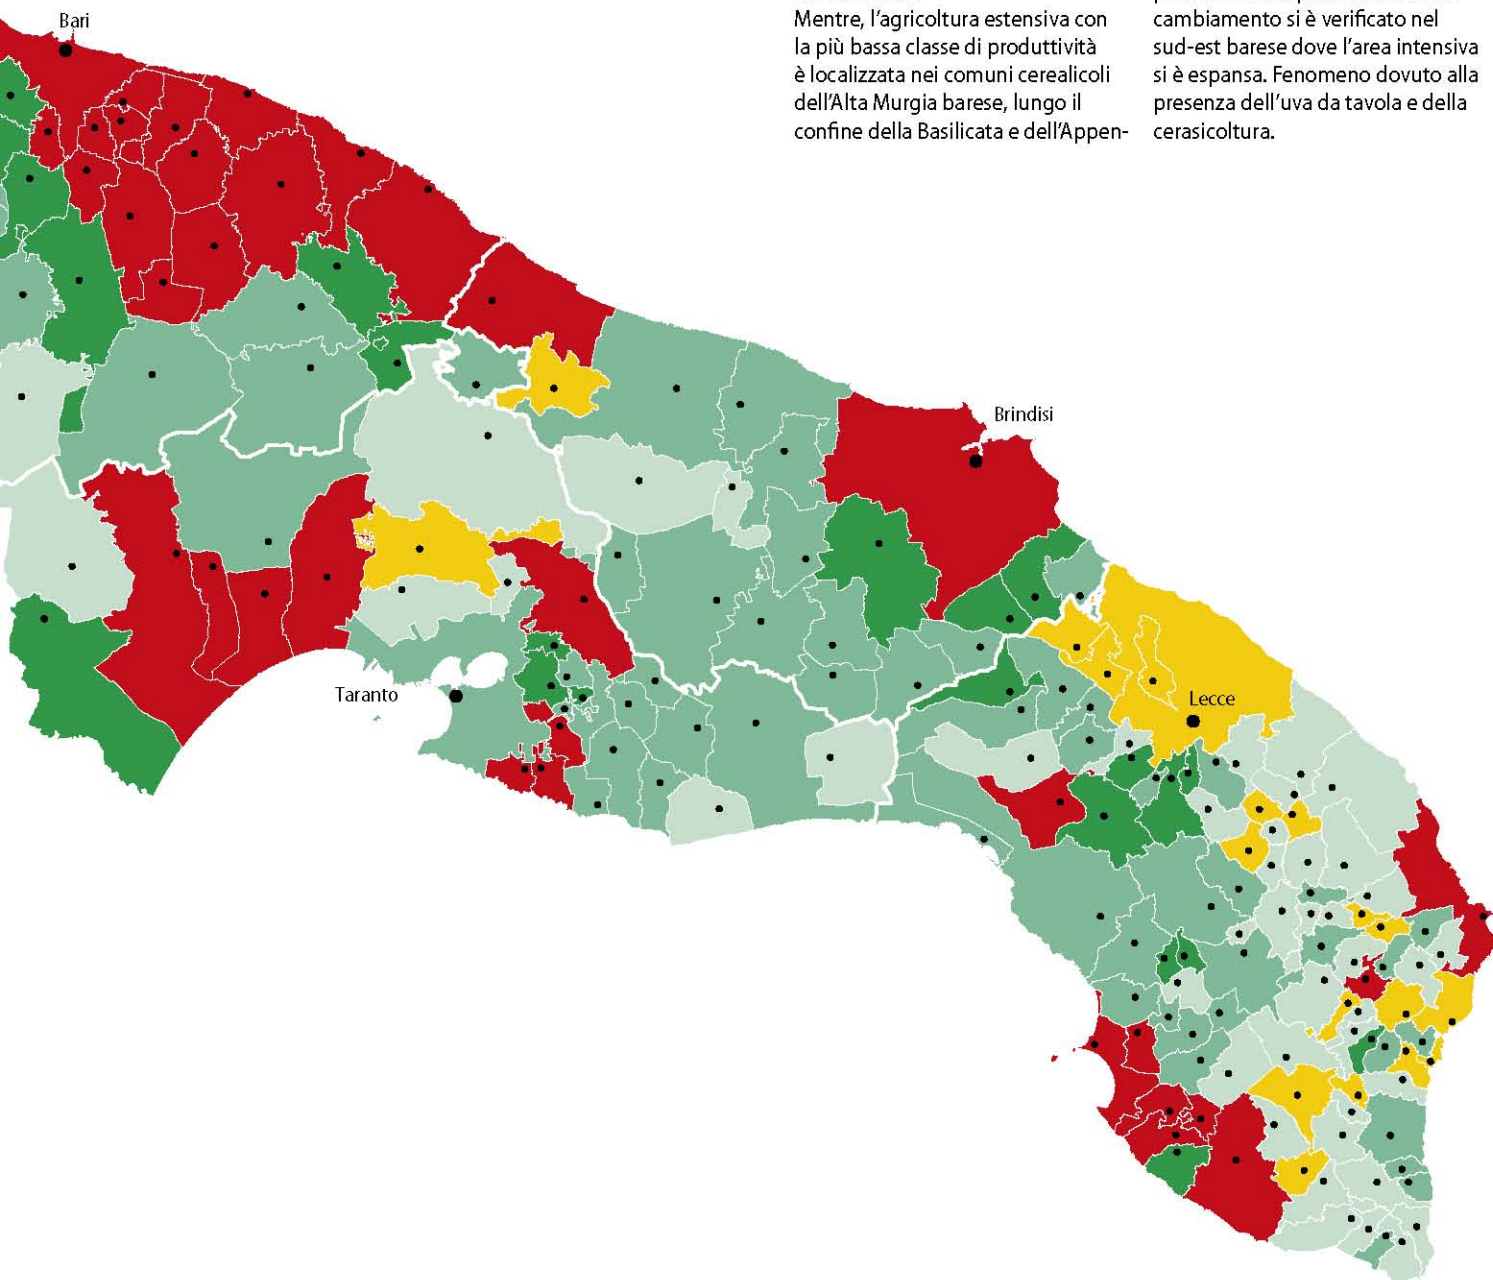 Mentre, l'agricoltura estensiva con
la più bassa classe di produttività
è localizzata nei comuni cerealicoli
dell'Alta Murgia barese, lungo il
confine della Basilicata e dell'Appen-
cambiamento si è verificato nel
sud-est barese dove l'area intensiva
si è espansa. Fenomeno dovuto alla
presenza dell'uva da tavola e della
cerasicoltura.
Bari
Brindisi
Taranto
Lecce